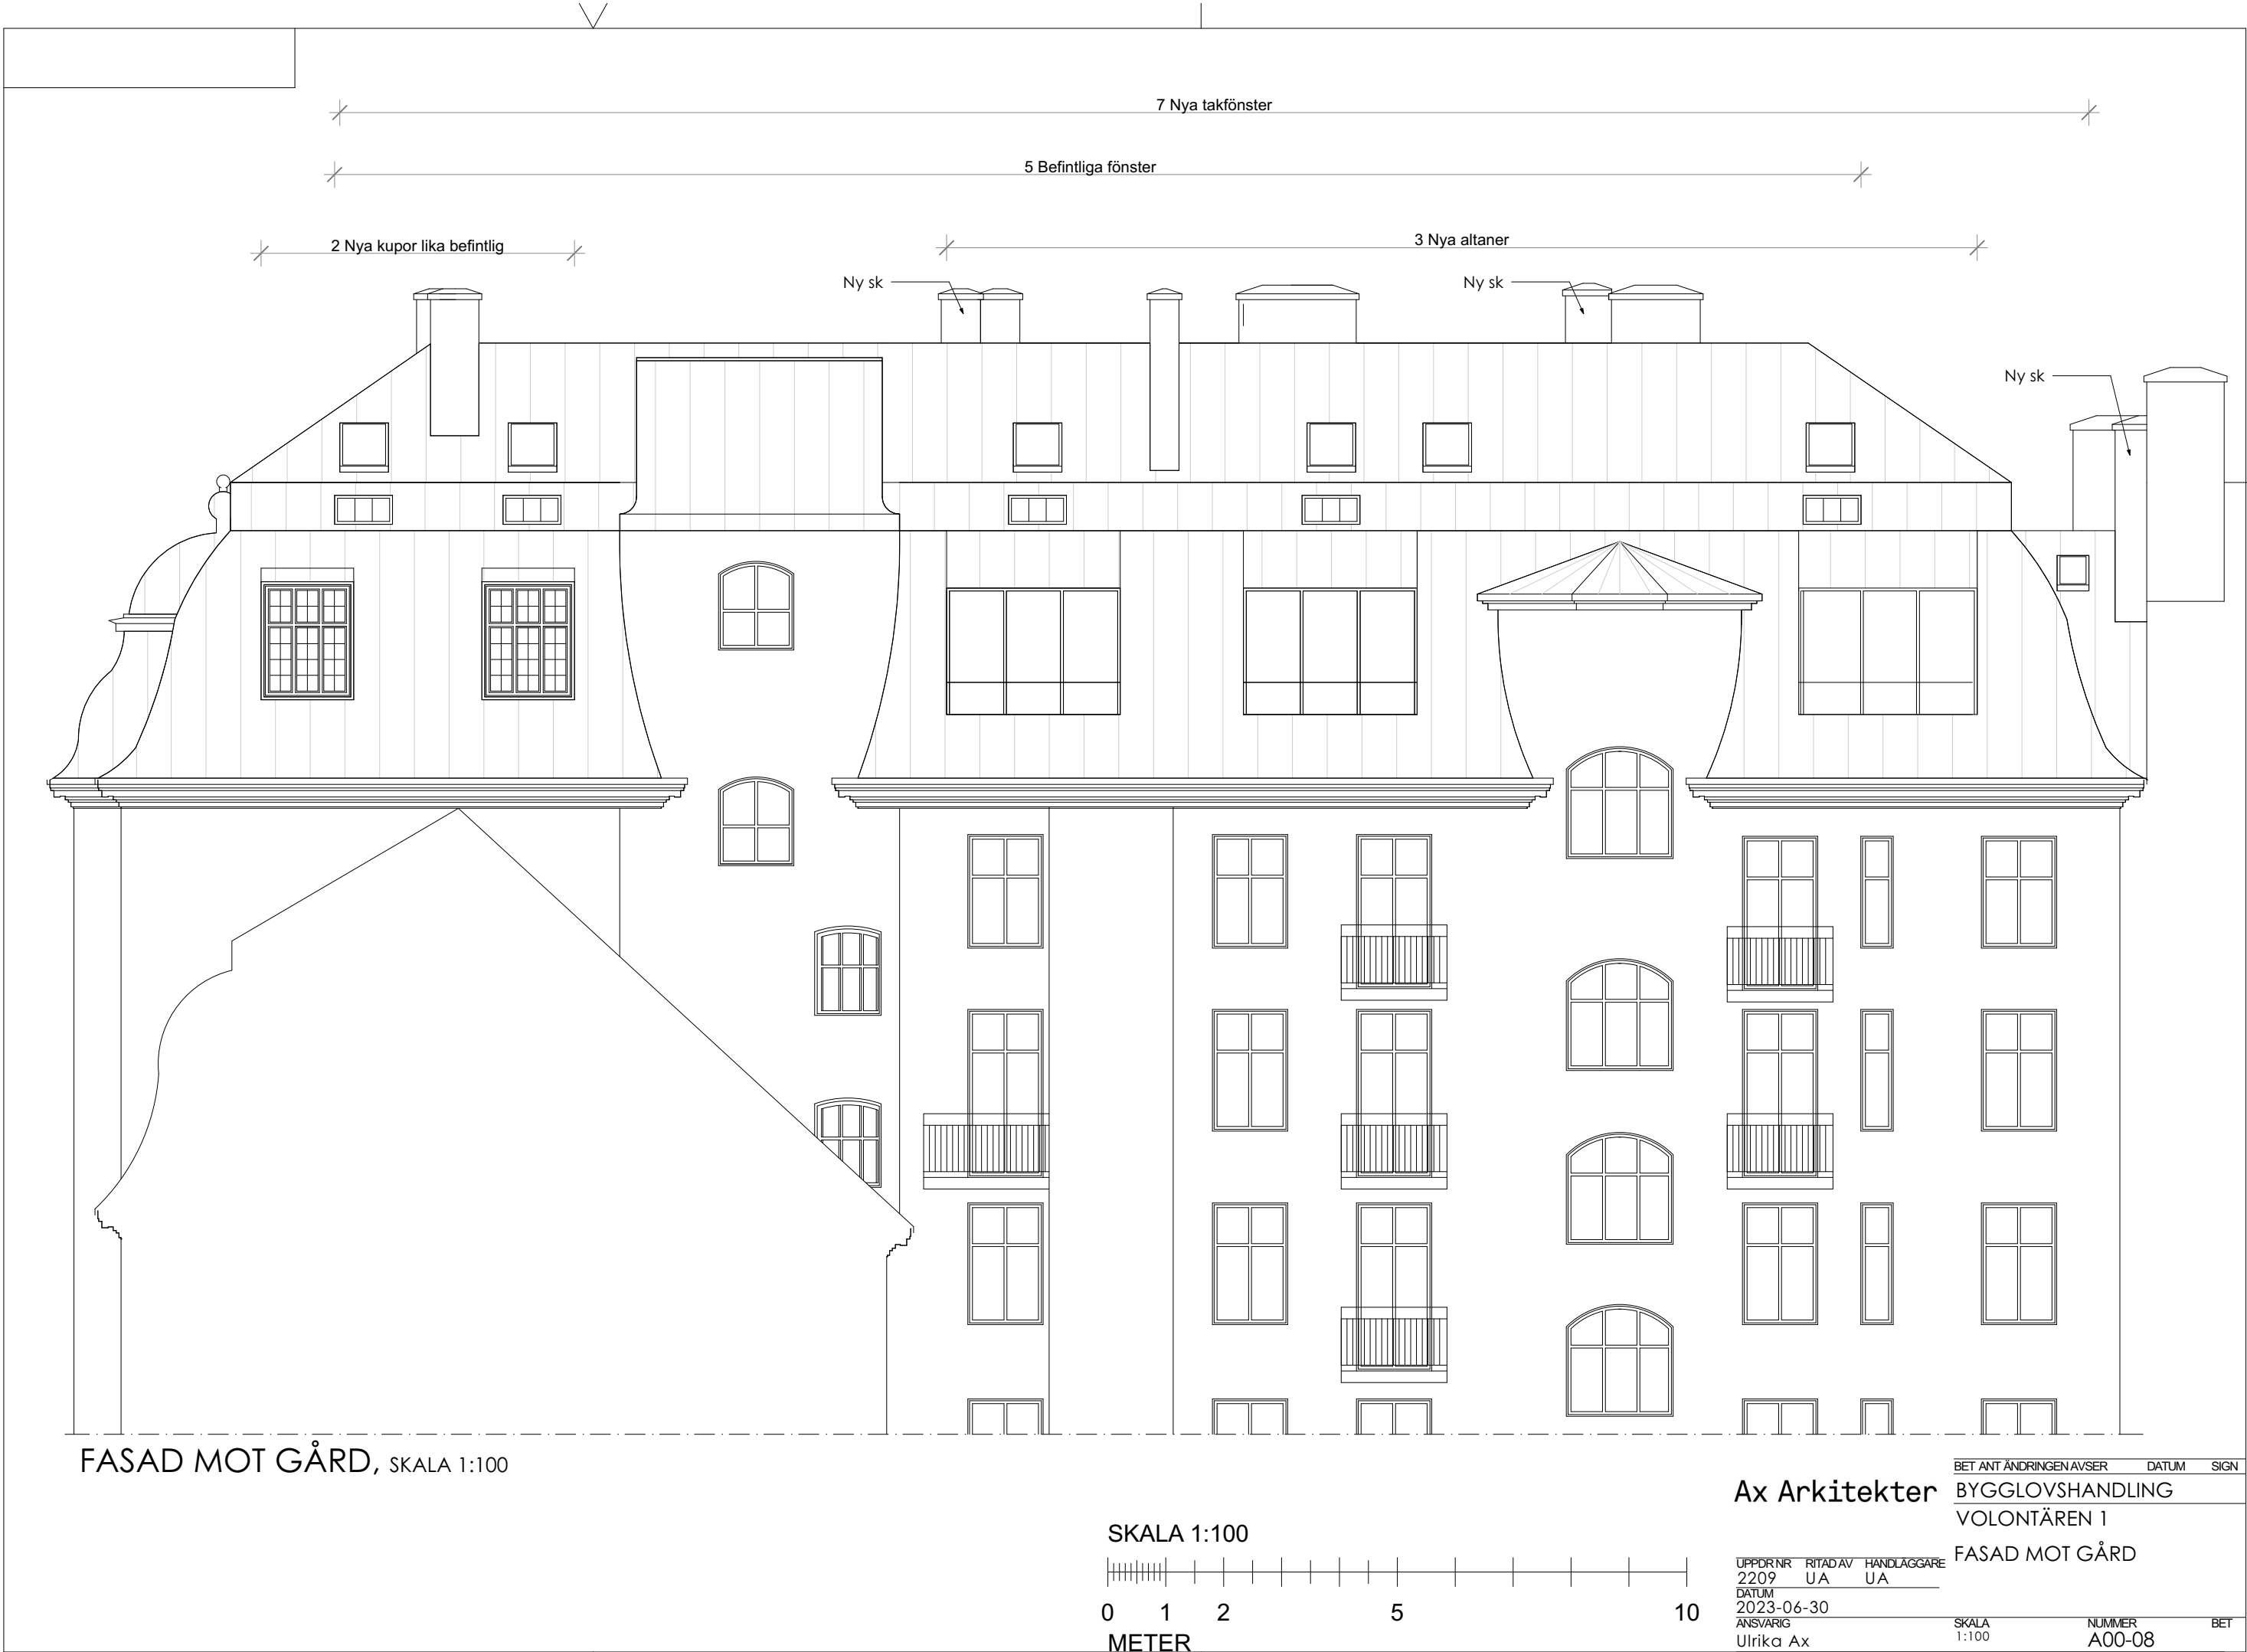 7 Nya takfönster
5 Befintliga fönster
2 Nya kupor lika befintlig
3 Nya altaner
Ny sk
Ny sk
Ny sk
FASAD MOT GÅRD, SKALA 1:100
SKALA 1:100
0 1 2 5 10
METER
Ax Arkitekter
BET ANT ÄNDRINGEN AVSER DATUM SIGN
BYGGLOVSHANDLING
VOLONTÄREN 1
FASAD MOT GÅRD
UPPDR NR RITAD AV HANDLÄGGARE
2209 UA UA
DATUM
2023-06-30
ANSVARIG SKALA NUMMER BET
Ulrika Ax 1:100 A00-08